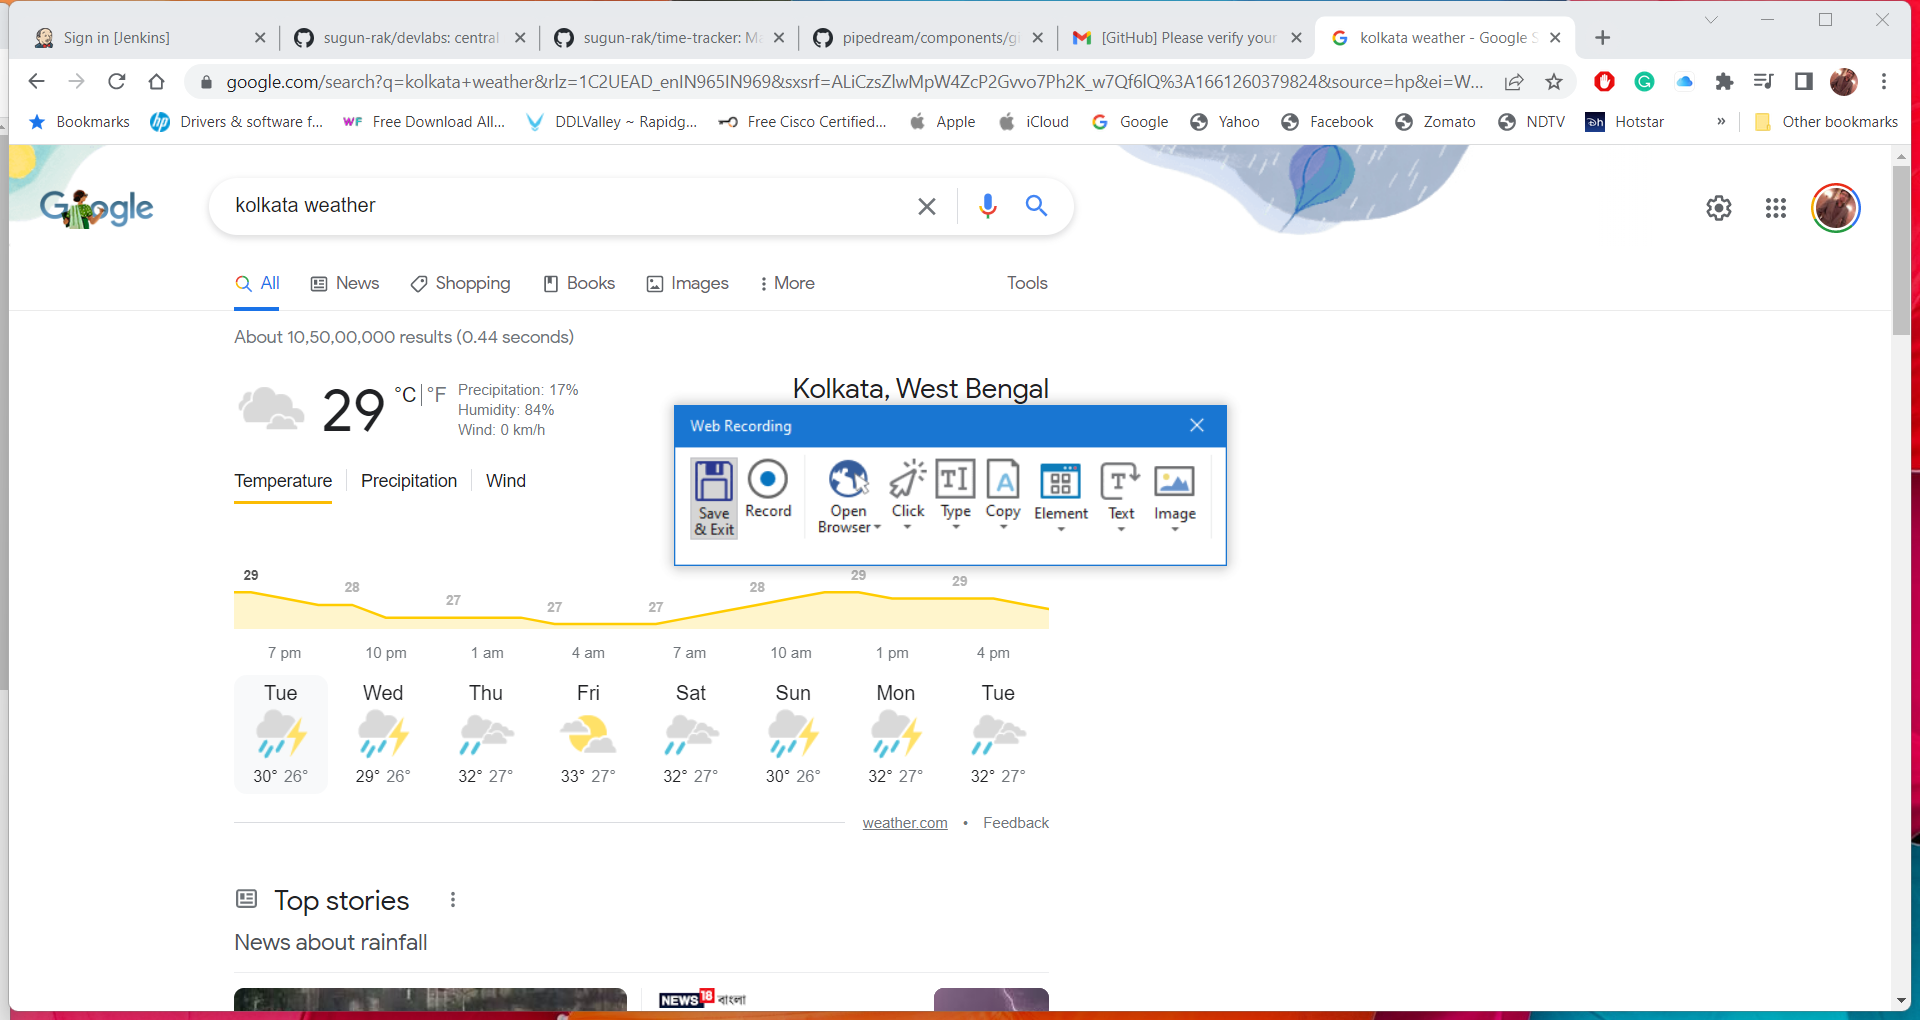 Sign in [Jenkins]
sugun-rak/devlabs: central
sugun-rak/time-tracker: Ma
pipedream/components/gi
[GitHub] Please verify your
kolkata weather - Google S
google.com/search?q=kolkata+weather&rlz=1C2UEAD_enIN965IN969&sxsrf=ALiCzsZlwMpW4ZcP2Gvvo7Ph2K_w7Qf6lQ%3A1661260379824&source=hp&ei=W...
Bookmarks
Drivers & software f...
WF Free Download All...
DDLValley ~ Rapidg...
Free Cisco Certified...
Apple
iCloud
Google
Yahoo
Facebook
Zomato
NDTV
Hotstar
»
Other bookmarks
Google
kolkata weather
All
News
Shopping
Books
Images
More
Tools
About 10,50,00,000 results (0.44 seconds)
29 °C | °F
Precipitation: 17%
Humidity: 84%
Wind: 0 km/h
Kolkata, West Bengal
Temperature
Precipitation
Wind
Web Recording
Save & Exit
Record
Open Browser
Click
Type
Copy
Element
Text
Image
29 28 27 27 27 28 29 29
7 pm 10 pm 1 am 4 am 7 am 10 am 1 pm 4 pm
Tue Wed Thu Fri Sat Sun Mon Tue
30° 26° 29° 26° 32° 27° 33° 27° 32° 27° 30° 26° 32° 27° 32° 27°
weather.com • Feedback
Top stories
News about rainfall
NEWS18 বাংলা